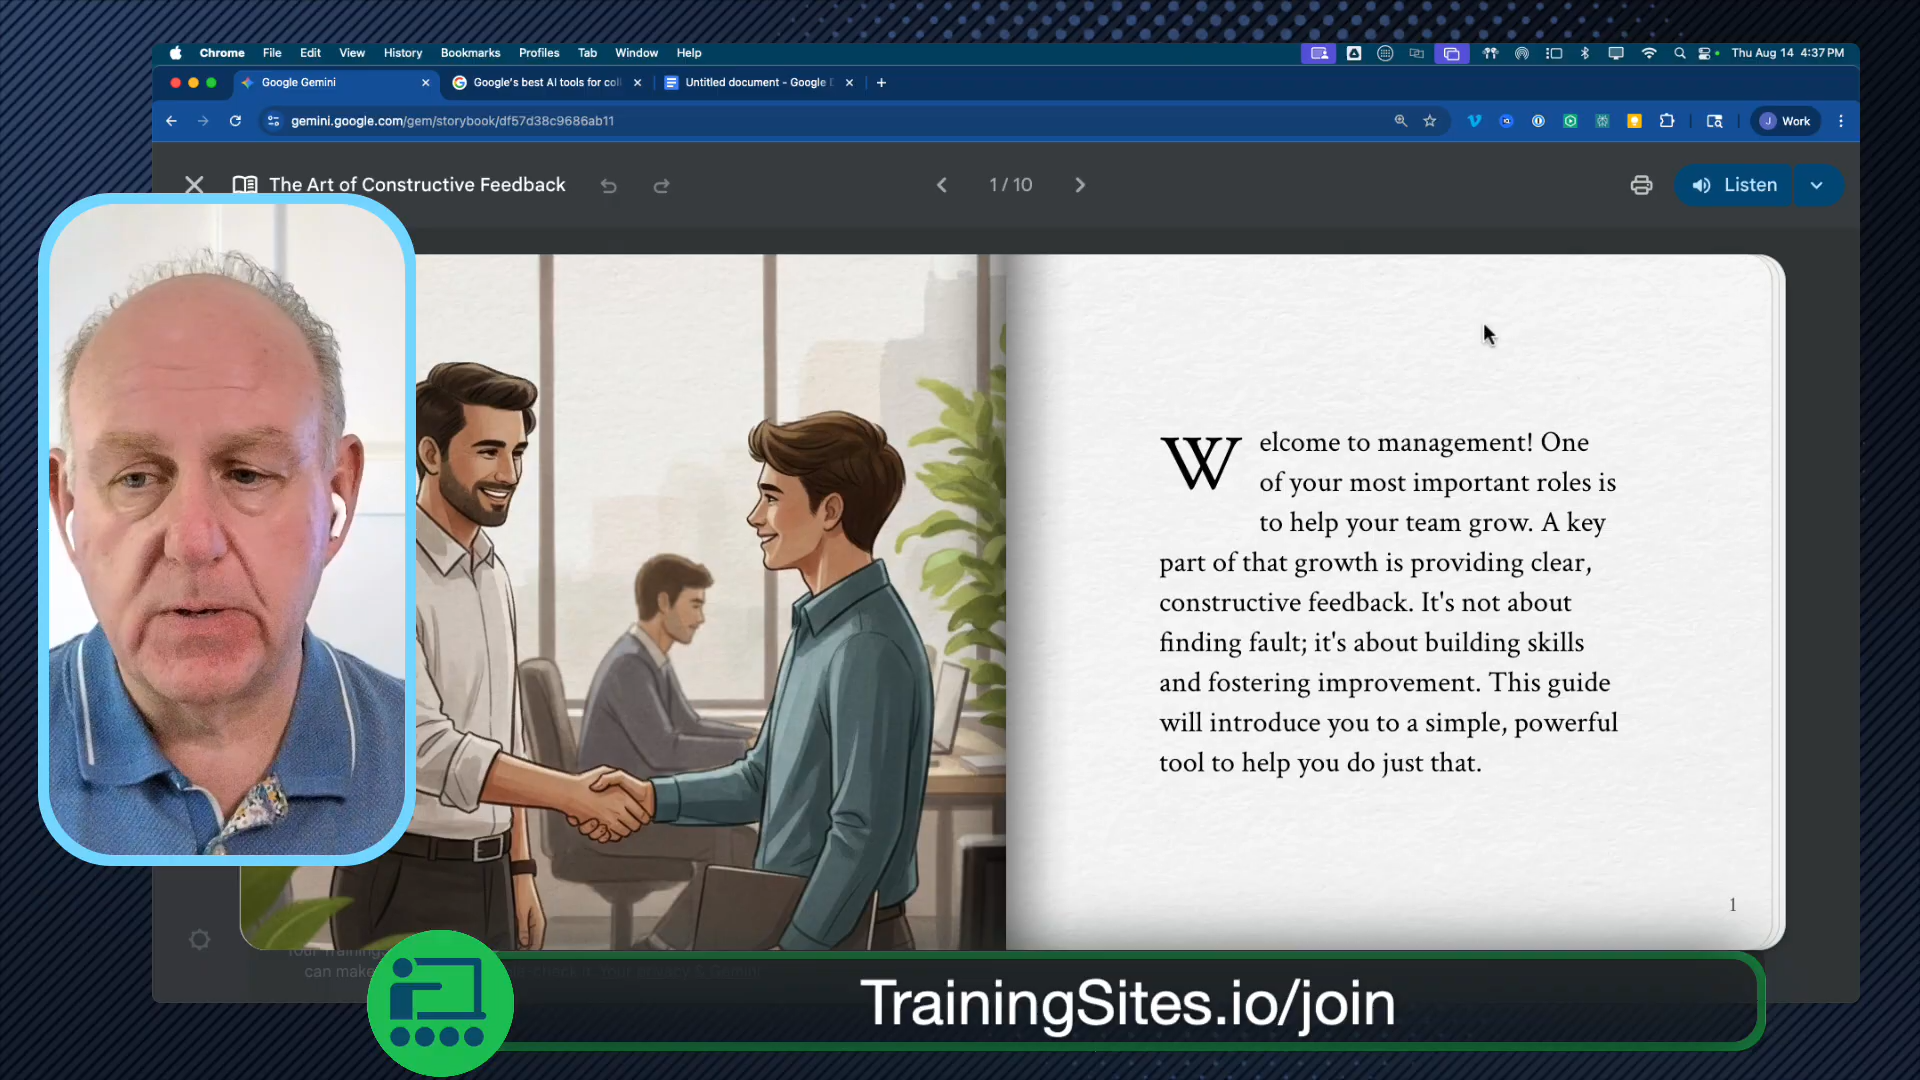 Chrome File Edit View History Bookmarks Profiles Tab Window Help Thu Aug 14 4:37 PM
Google Gemini Google's best AI tools for col Untitled document - Google
gemini.google.com/gem/storybook/df57d38c9686ab11 J Work
The Art of Constructive Feedback 1 / 10 Listen
Welcome to management! One
of your most important roles is
to help your team grow. A key
part of that growth is providing clear,
constructive feedback. It's not about
finding fault; it's about building skills
and fostering improvement. This guide
will introduce you to a simple, powerful
tool to help you do just that.
1
can make
TrainingSites.io/join